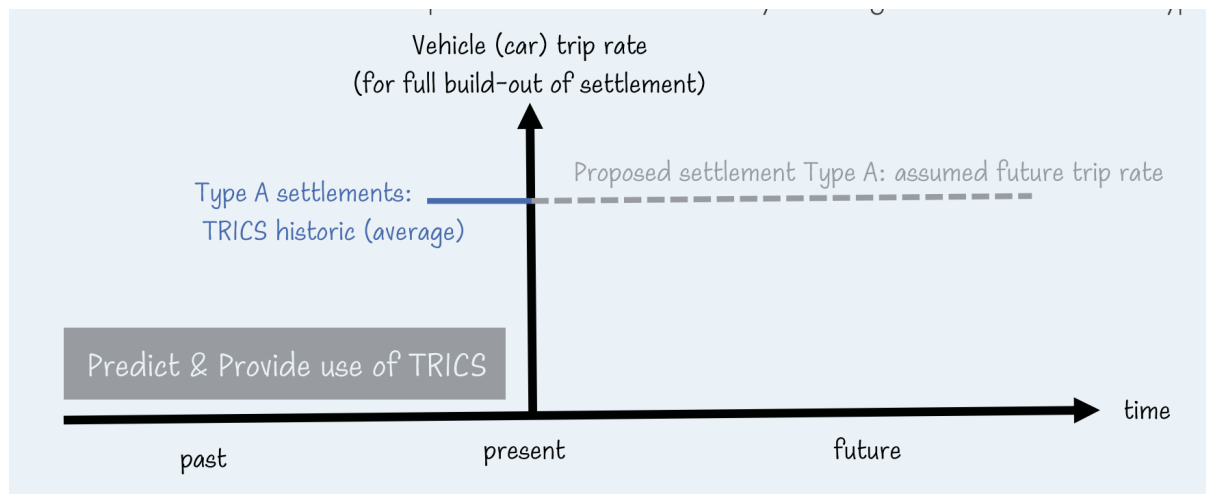 Vehicle (car) trip rate
(for full build-out of settlement)
Proposed settlement Type A: assumed future trip rate
Type A settlements:
TRICS historic (average)
Predict & Provide use of TRICS
time
past
present
future